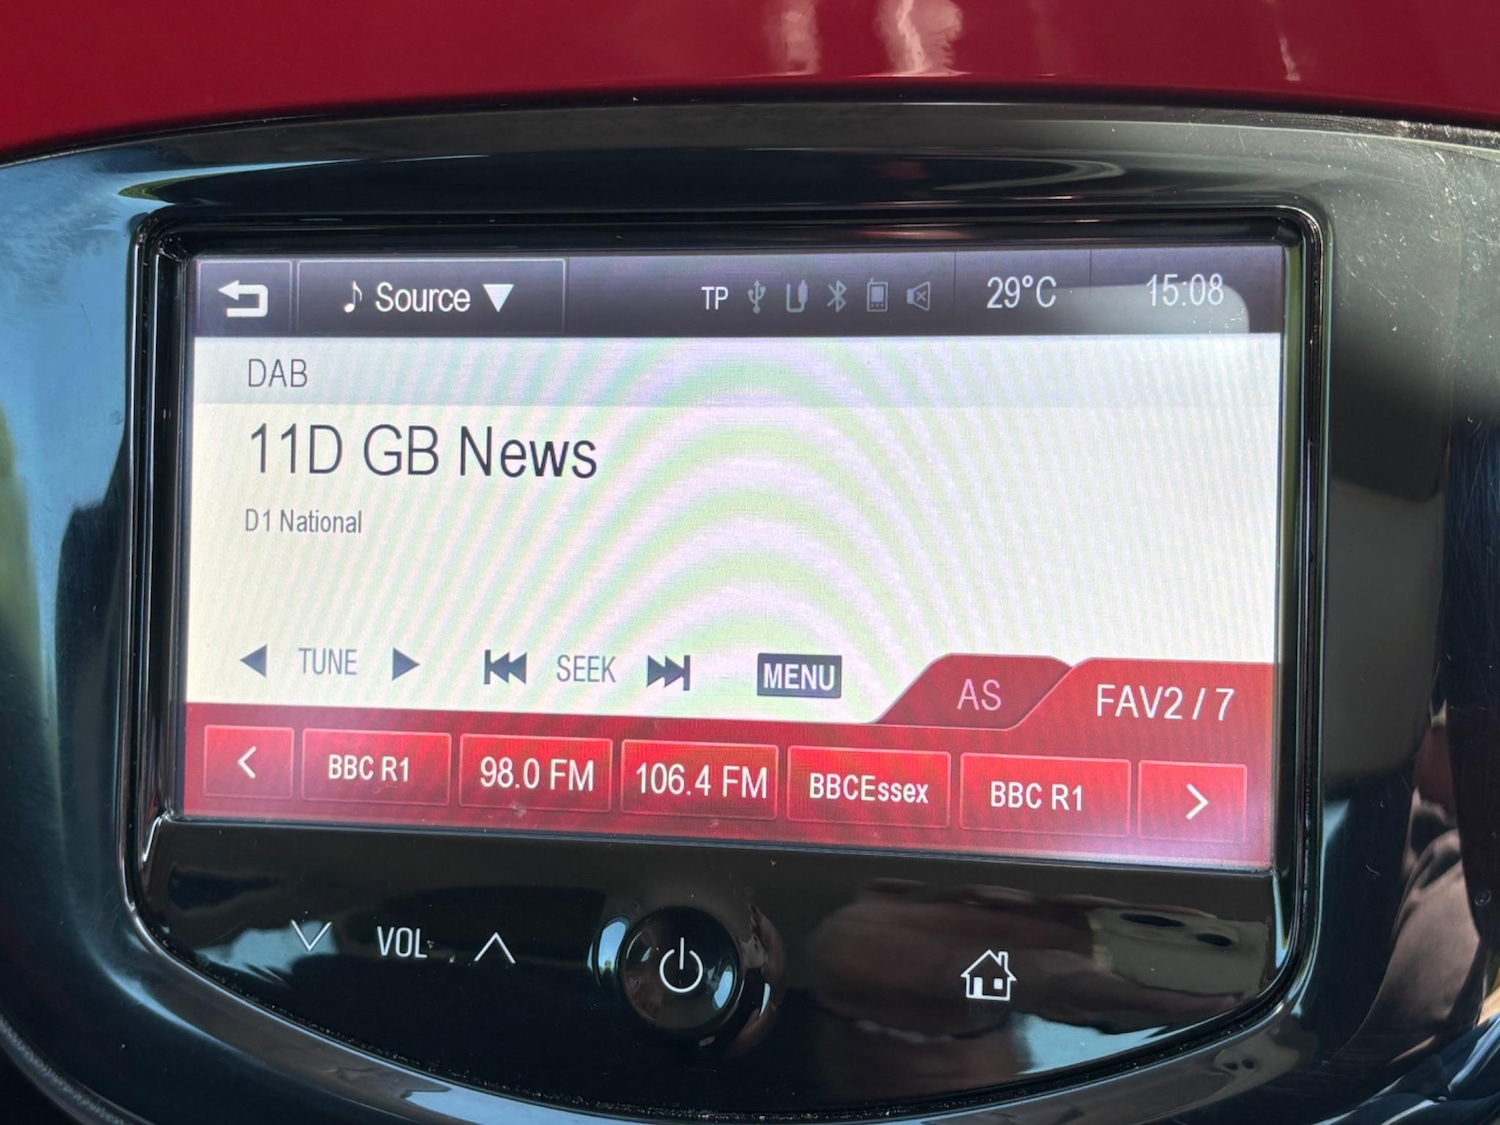 Source TP 29°C 15:08
DAB
11D GB News
D1 National
TUNE SEEK MENU AS FAV2 / 7
BBC R1 98.0 FM 106.4 FM BBCEssex BBC R1
VOL